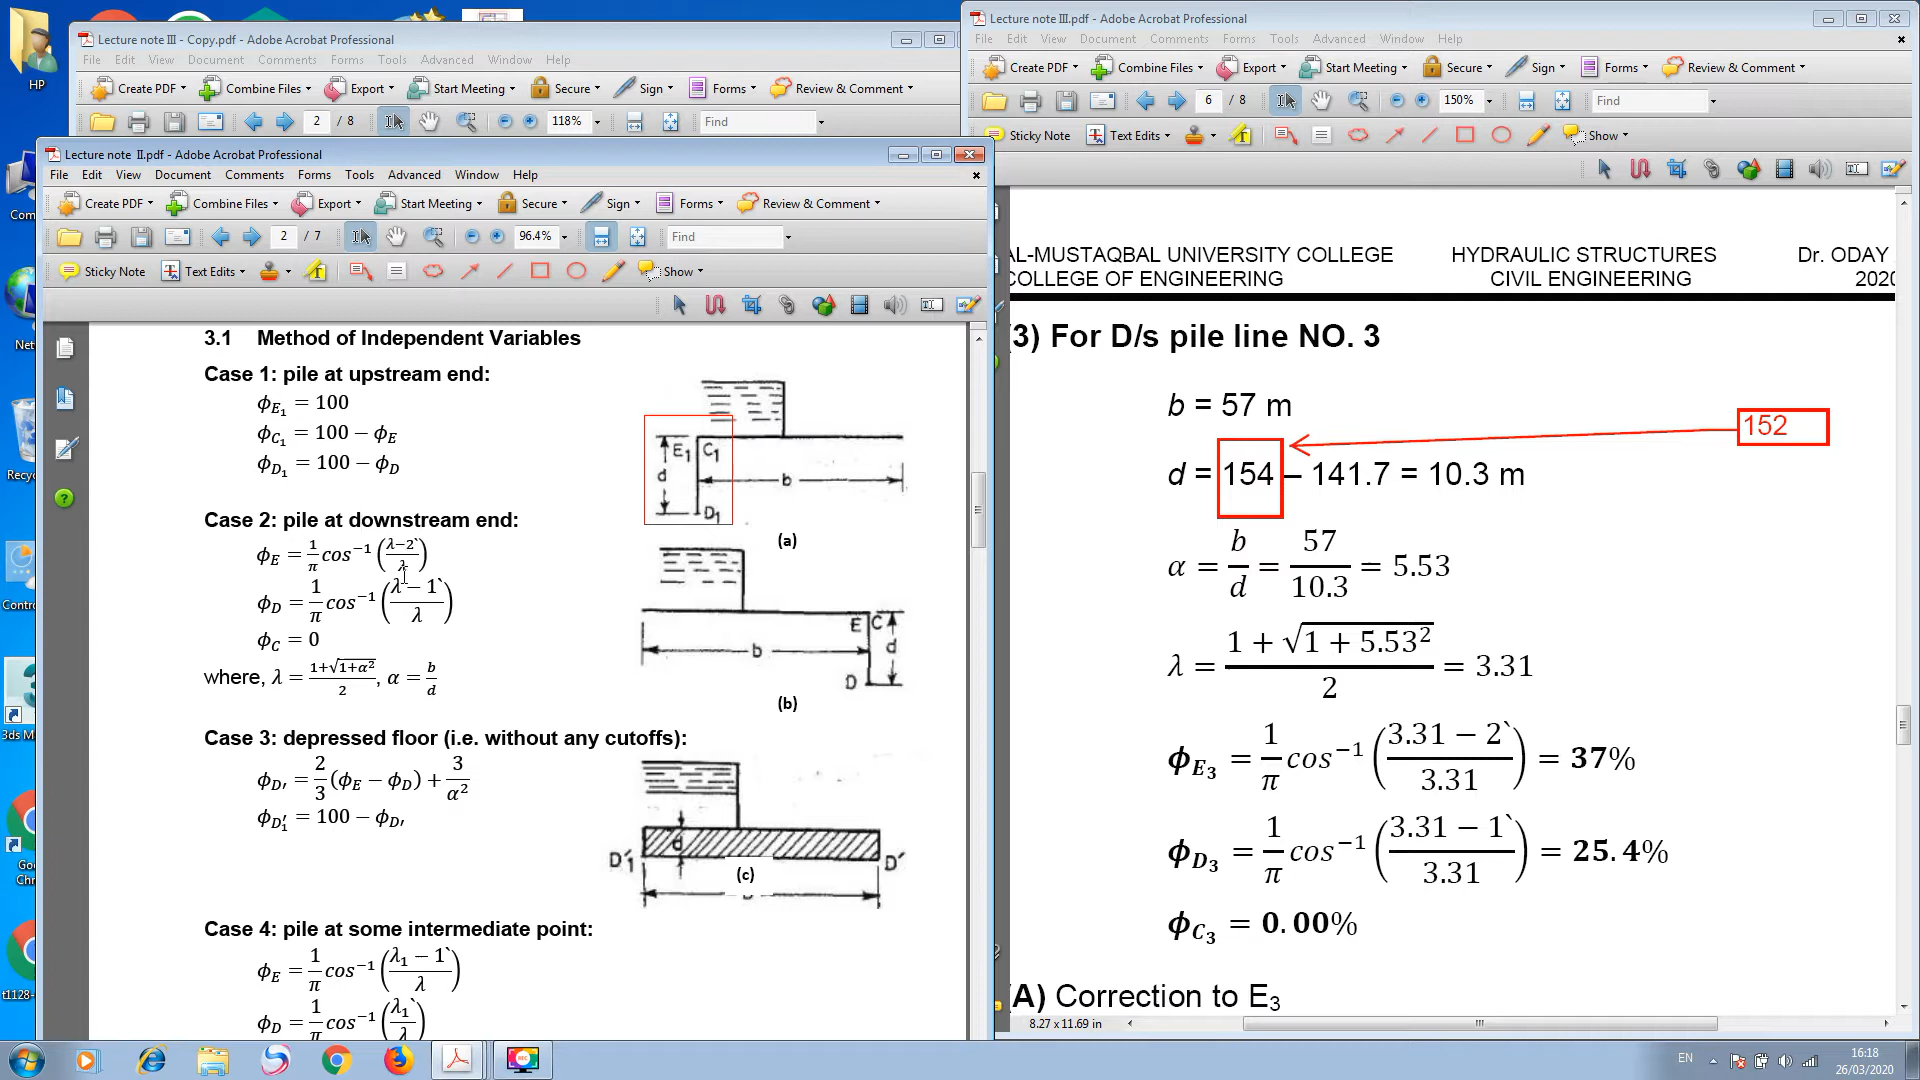 HP
Lecture note III - Copy.pdf - Adobe Acrobat Professional
File Edit View Document Comments Forms Tools Advanced Window Help
Create PDF Combine Files Export Start Meeting Secure Sign Forms Review & Comment
2 / 8 118% Find
Lecture note II.pdf - Adobe Acrobat Professional
File Edit View Document Comments Forms Tools Advanced Window Help
Create PDF Combine Files Export Start Meeting Secure Sign Forms Review & Comment
2 / 7 96.4% Find
Sticky Note Text Edits Show
3.1 Method of Independent Variables
Case 1: pile at upstream end:
ϕE₁ = 100
ϕC₁ = 100 − ϕE
ϕD₁ = 100 − ϕD
E₁ C₁
d
b
D₁
(a)
Case 2: pile at downstream end:
ϕE = 1/π cos⁻¹ ((λ−2`)/λ)
ϕD = 1/π cos⁻¹ ((λ − 1`)/λ)
ϕC = 0
where, λ = (1+√(1+α²))/2, α = b/d
E C
d
b
D
(b)
Case 3: depressed floor (i.e. without any cutoffs):
ϕD′ = 2/3 (ϕE − ϕD) + 3/α²
ϕD′₁ = 100 − ϕD′
d
D′₁ D′
(c)
Case 4: pile at some intermediate point:
ϕE = 1/π cos⁻¹ ((λ₁ − 1`)/λ)
ϕD = 1/π cos⁻¹ (λ₁`/λ)
Lecture note III.pdf - Adobe Acrobat Professional
File Edit View Document Comments Forms Tools Advanced Window Help
Create PDF Combine Files Export Start Meeting Secure Sign Forms Review & Comment
6 / 8 150% Find
Sticky Note Text Edits Show
AL-MUSTAQBAL UNIVERSITY COLLEGE HYDRAULIC STRUCTURES Dr. ODAY
COLLEGE OF ENGINEERING CIVIL ENGINEERING 2020
(3) For D/s pile line NO. 3
b = 57 m
152
d = 154 – 141.7 = 10.3 m
α = b/d = 57/10.3 = 5.53
λ = (1 + √(1 + 5.53²))/2 = 3.31
ϕE₃ = 1/π cos⁻¹ ((3.31 − 2`)/3.31) = 37%
ϕD₃ = 1/π cos⁻¹ ((3.31 − 1`)/3.31) = 25.4%
ϕC₃ = 0.00%
(A) Correction to E₃
8.27 x 11.69 in
Com
Net
Recyc
Contro
3ds M
Goo
Chr
t1128-
EN
16:18
26/03/2020